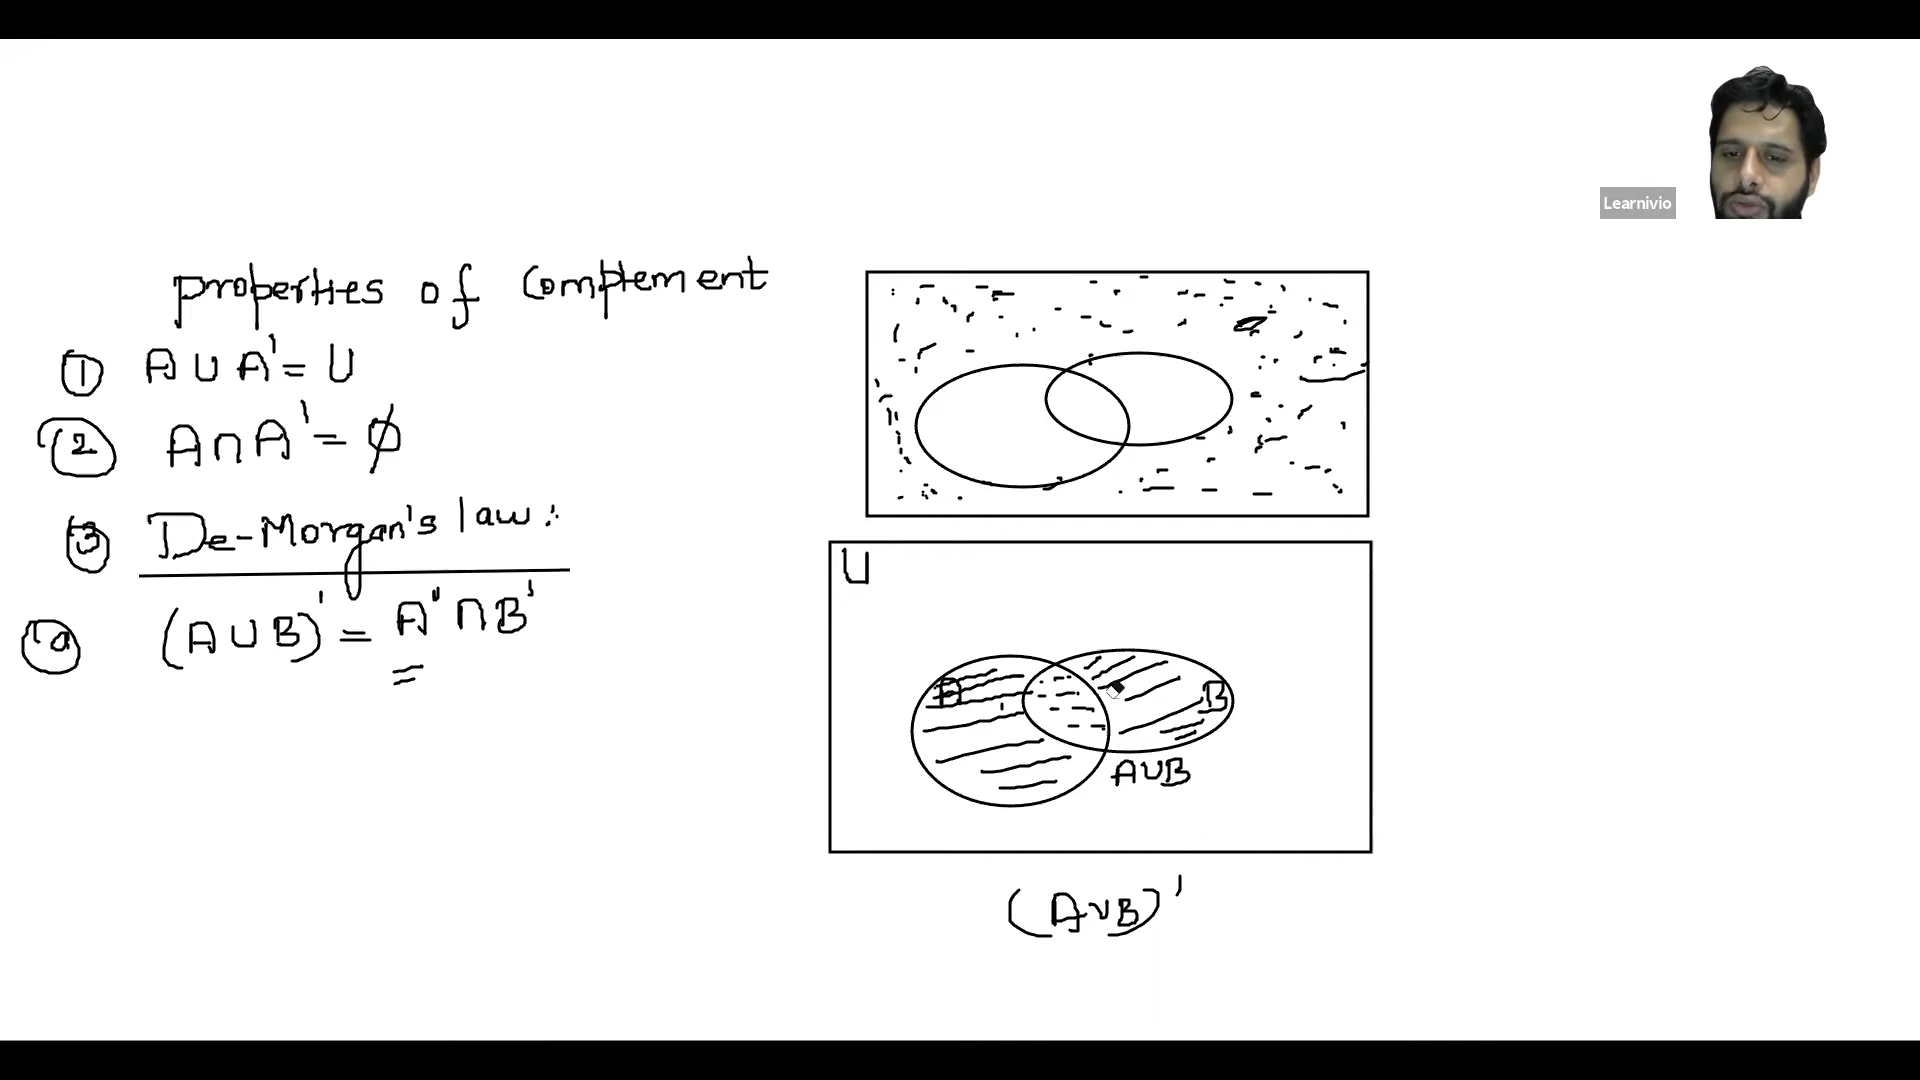 Learnivio
properties of complement
① A ∪ A' = U
② A ∩ A' = ∅
③ De-Morgan's law :
ⓐ (A ∪ B)' = A' ∩ B'
U
A
B
A∪B
(A∪B)'